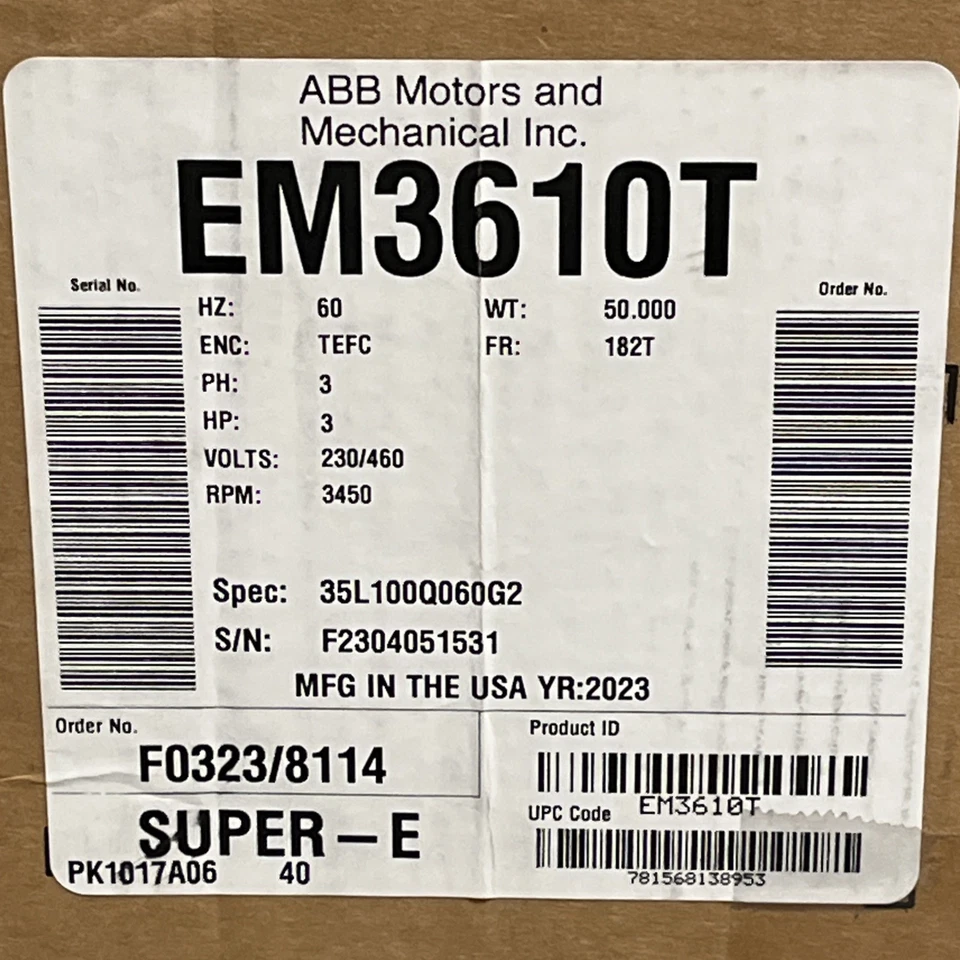 ABB Motors and
Mechanical Inc.
EM3610T
Serial No.
Order No.
HZ: 60 WT: 50.000
ENC: TEFC FR: 182T
PH: 3
HP: 3
VOLTS: 230/460
RPM: 3450
Spec: 35L100Q060G2
S/N: F2304051531
MFG IN THE USA YR:2023
Order No.
F0323/8114
Product ID
EM3610T
SUPER – E
UPC Code
PK1017A06 40
781568138953